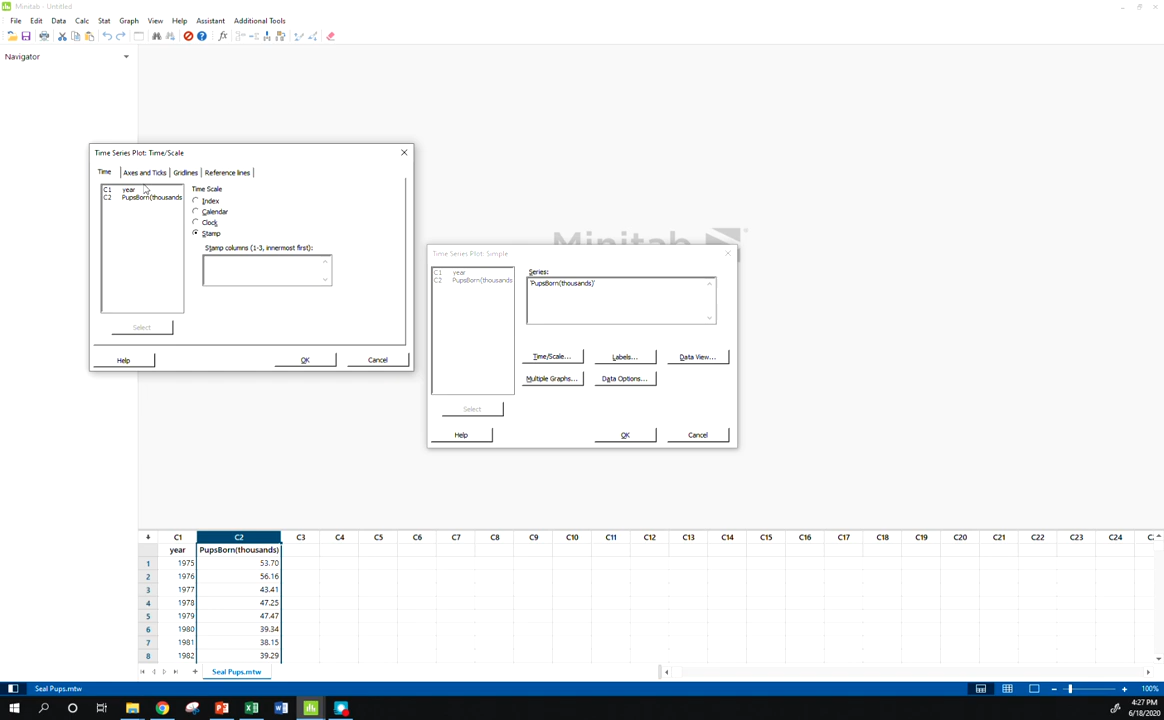 Minitab - Untitled
File Edit Data Calc Stat Graph View Help Assistant Additional Tools
Navigator
Minitab
Time Series Plot: Time/Scale
Time Axes and Ticks Gridlines Reference lines
C1 year
C2 PupsBorn(thousands
Time Scale
Index
Calendar
Clock
Stamp
Stamp columns (1-3, innermost first):
Select
Help OK Cancel
Time Series Plot: Simple
C1 year
C2 PupsBorn(thousands
Series:
'PupsBorn(thousands)'
Time/Scale... Labels... Data View...
Multiple Graphs... Data Options...
Select
Help OK Cancel
C1 C2 C3 C4 C5 C6 C7 C8 C9 C10 C11 C12 C13 C14 C15 C16 C17 C18 C19 C20 C21 C22 C23 C24 C
year PupsBorn(thousands)
1 1975 53.70
2 1976 56.16
3 1977 43.41
4 1978 47.25
5 1979 47.47
6 1980 39.34
7 1981 38.15
8 1982 39.29
Seal Pups.mtw
Seal Pups.mtw 100%
4:27 PM
6/18/2020